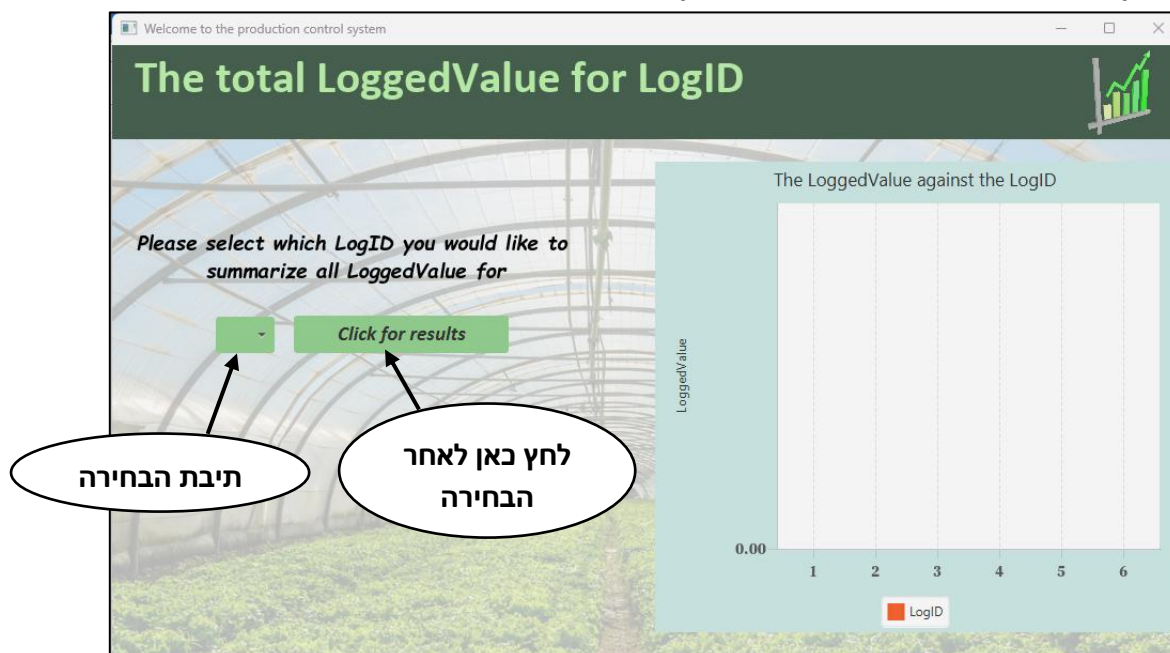 Welcome to the production control system
The total LoggedValue for LogID
Please select which LogID you would like to
summarize all LoggedValue for
Click for results
תיבת הבחירה
לחץ כאן לאחר
הבחירה
The LoggedValue against the LogID
LoggedValue
0.00
1 2 3 4 5 6
LogID